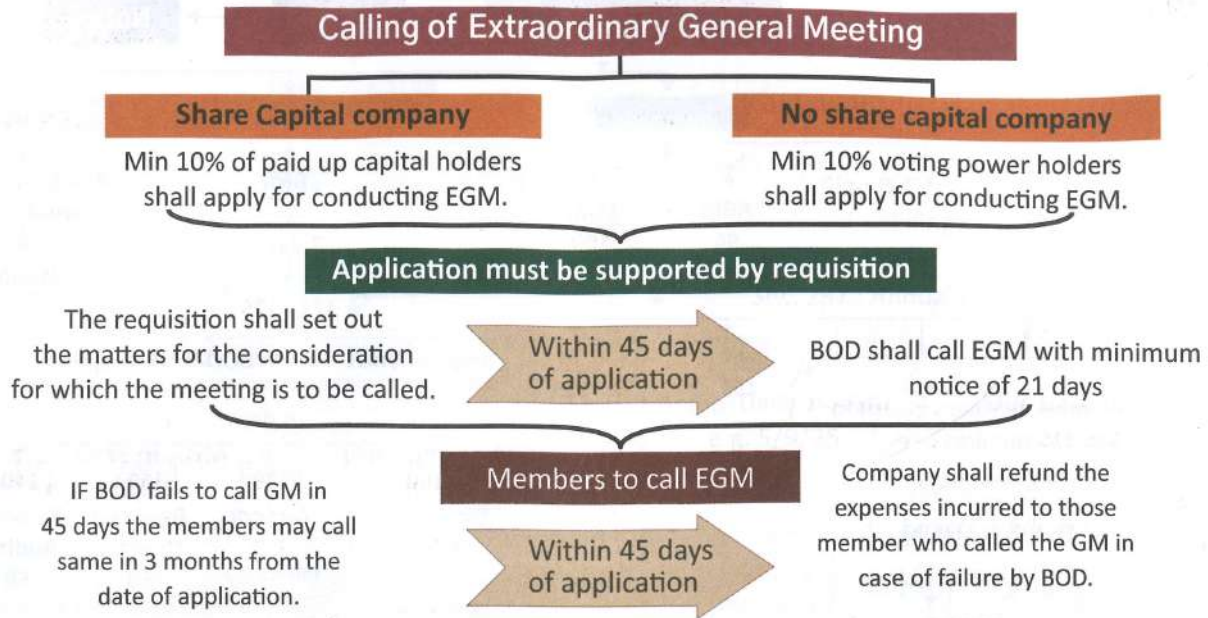 Calling of Extraordinary General Meeting
Share Capital company
Min 10% of paid up capital holders
shall apply for conducting EGM.
No share capital company
Min 10% voting power holders
shall apply for conducting EGM.
Application must be supported by requisition
The requisition shall set out
the matters for the consideration
for which the meeting is to be called.
Within 45 days
of application
BOD shall call EGM with minimum
notice of 21 days
Members to call EGM
IF BOD fails to call GM in
45 days the members may call
same in 3 months from the
date of application.
Within 45 days
of application
Company shall refund the
expenses incurred to those
member who called the GM in
case of failure by BOD.